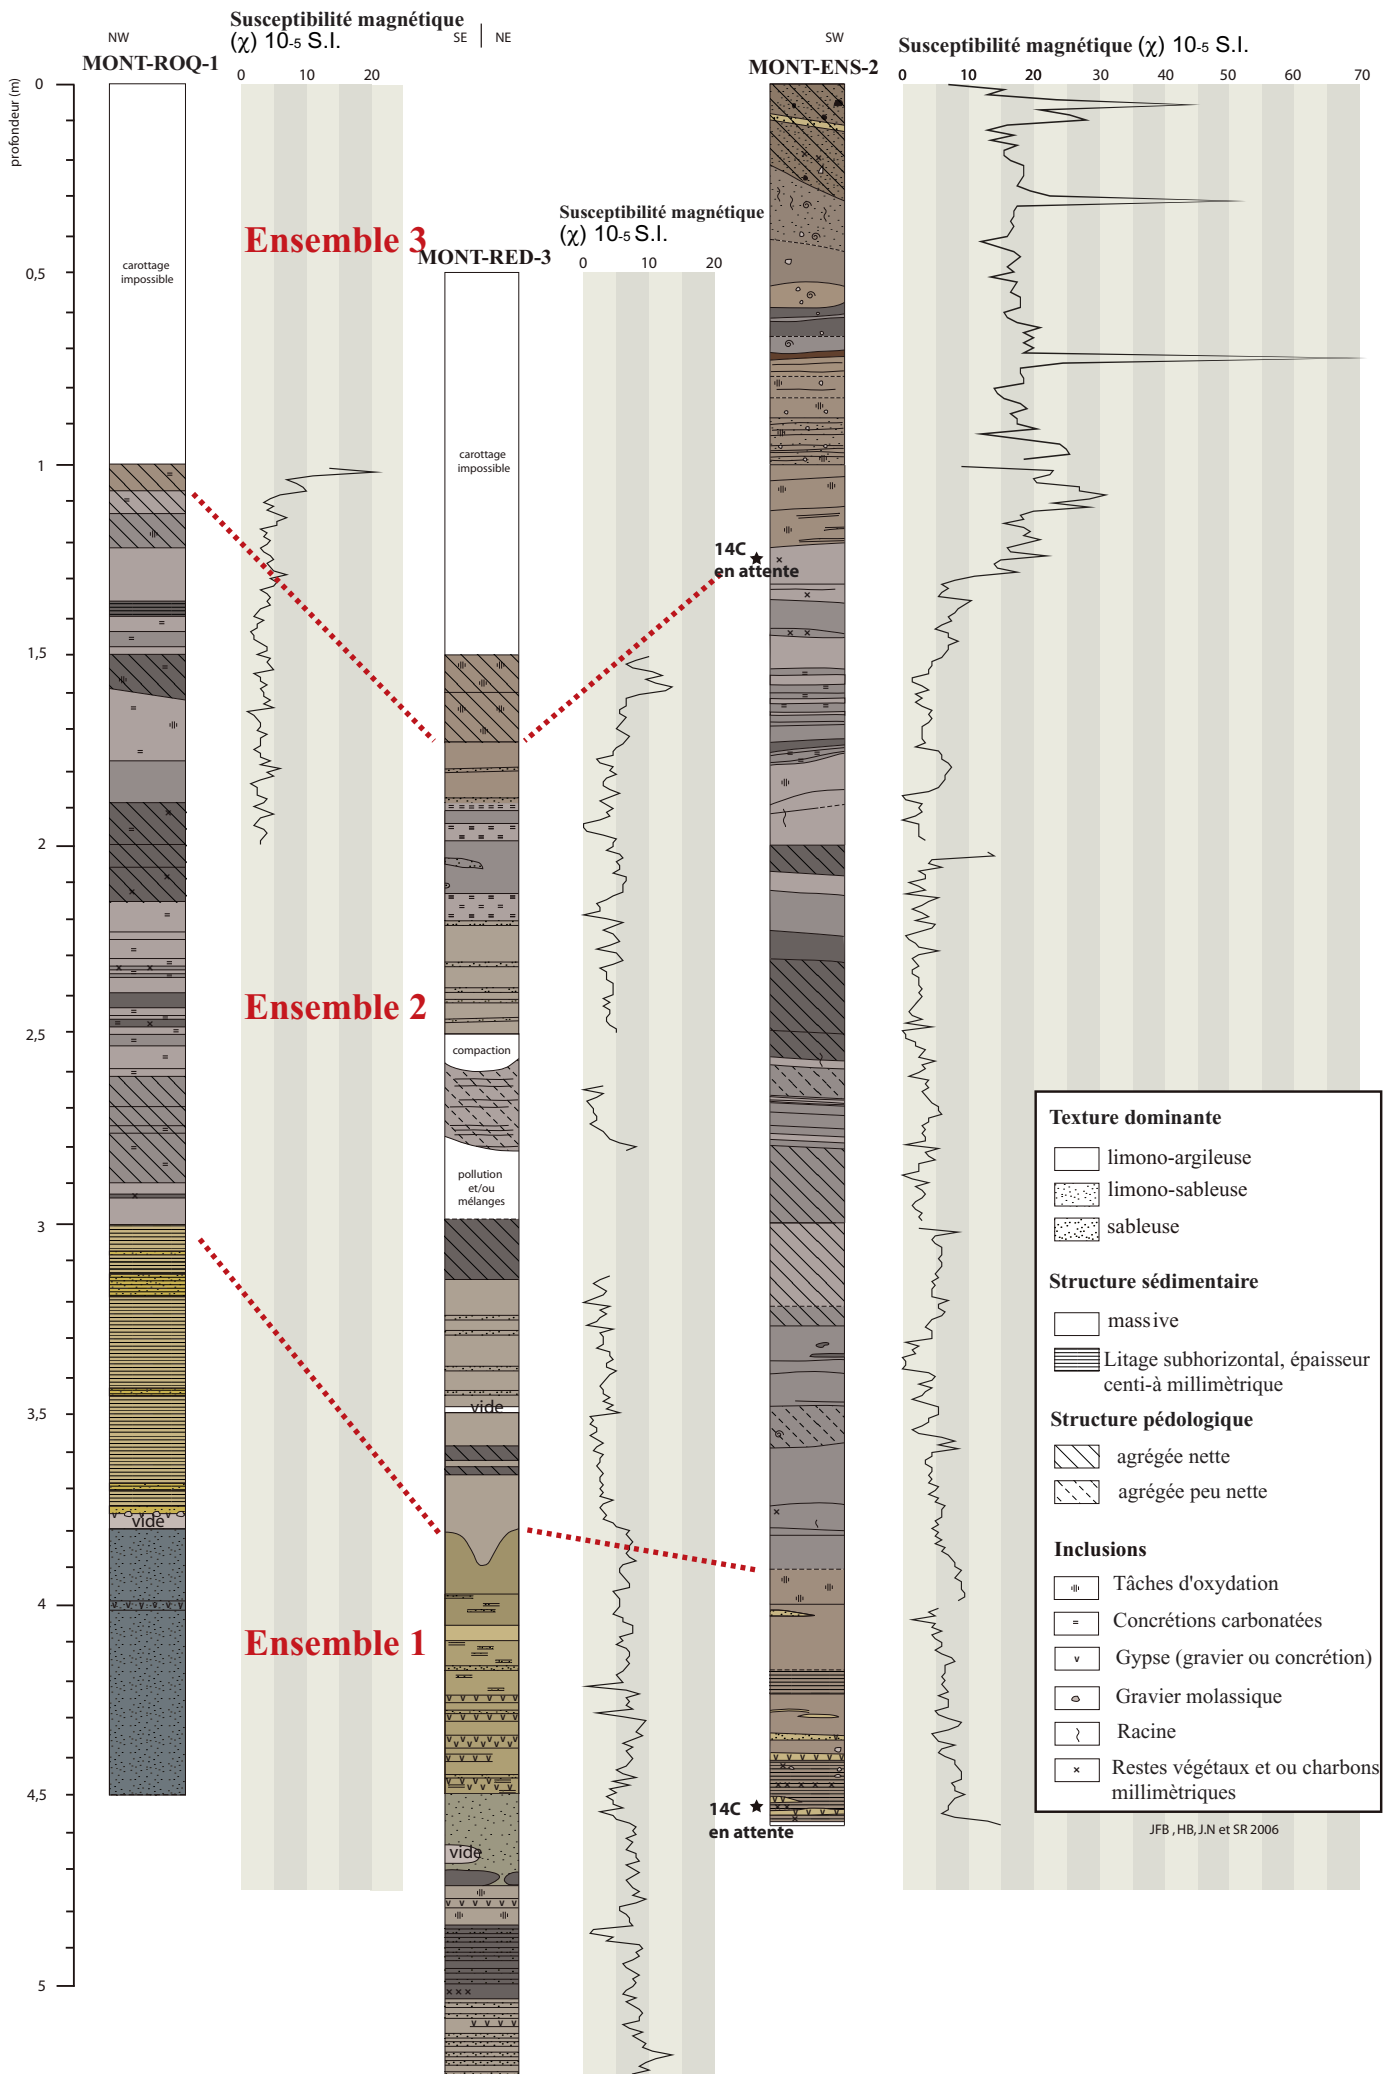 Susceptibilité magnétique
(χ) 10-5 S.I.
NW
SE | NE
SW
MONT-ROQ-1
MONT-ENS-2
Susceptibilité magnétique (χ) 10-5 S.I.
0 10 20
0 10 20 30 40 50 60 70
profondeur (m)
0
Susceptibilité magnétique
(χ) 10-5 S.I.
Ensemble 3
MONT-RED-3
0 10 20
carottage
impossible
0,5
carottage
impossible
1
14C
en attente
1,5
2
Ensemble 2
2,5
compaction
pollution
et/ou
mélanges
3
vide
3,5
vide
4
Ensemble 1
4,5
14C
en attente
vide
5
Texture dominante
limono-argileuse
limono-sableuse
sableuse
Structure sédimentaire
massive
Litage subhorizontal, épaisseur
centi-à millimètrique
Structure pédologique
agrégée nette
agrégée peu nette
Inclusions
Tâches d'oxydation
Concrétions carbonatées
Gypse (gravier ou concrétion)
Gravier molassique
Racine
Restes végétaux et ou charbons
millimètriques
JFB , HB, J.N et SR 2006